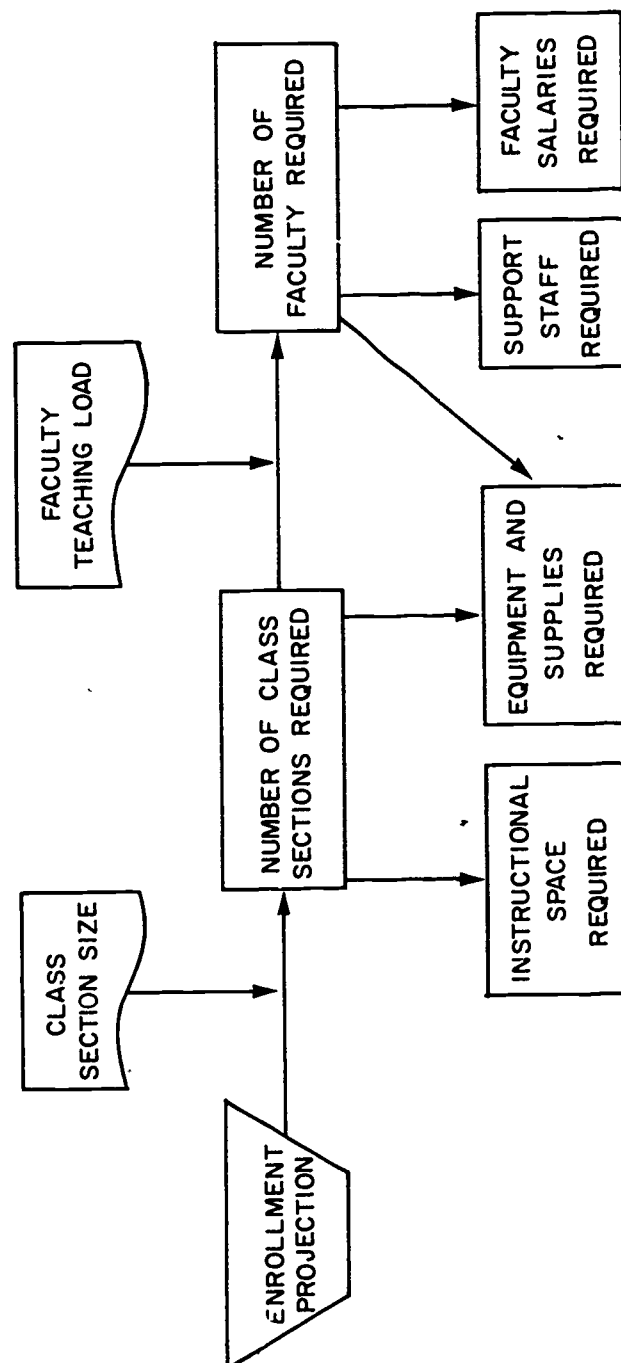 CLASS
SECTION SIZE
FACULTY
TEACHING LOAD
ENROLLMENT
PROJECTION
NUMBER OF CLASS
SECTIONS REQUIRED
NUMBER OF
FACULTY REQUIRED
INSTRUCTIONAL
SPACE
REQUIRED
EQUIPMENT AND
SUPPLIES
REQUIRED
SUPPORT
STAFF
REQUIRED
FACULTY
SALARIES
REQUIRED